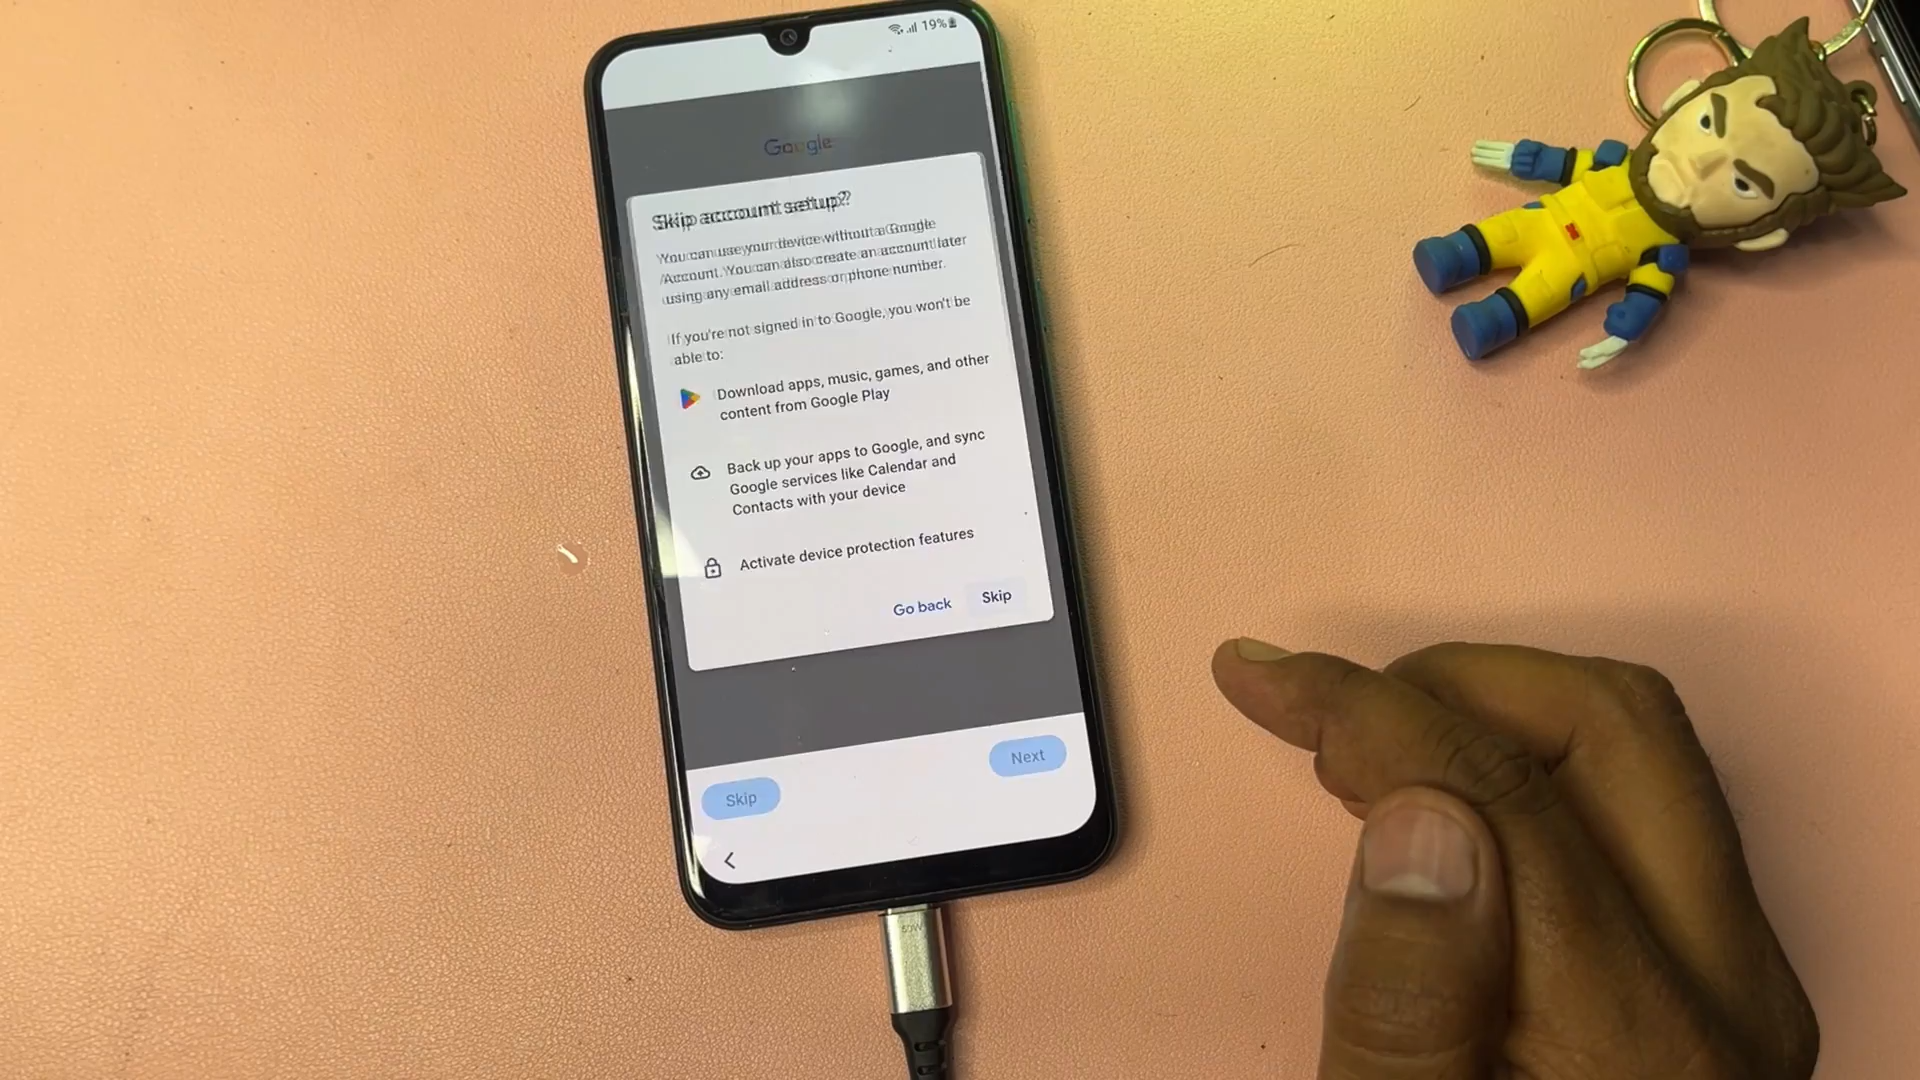 19%
Google
Skip account setup?
You can use your device without a Google
Account. You can also create an account later
using any email address or phone number.
If you're not signed in to Google, you won't be
able to:
Download apps, music, games, and other
content from Google Play
Back up your apps to Google, and sync
Google services like Calendar and
Contacts with your device
Activate device protection features
Go back Skip
Next
Skip